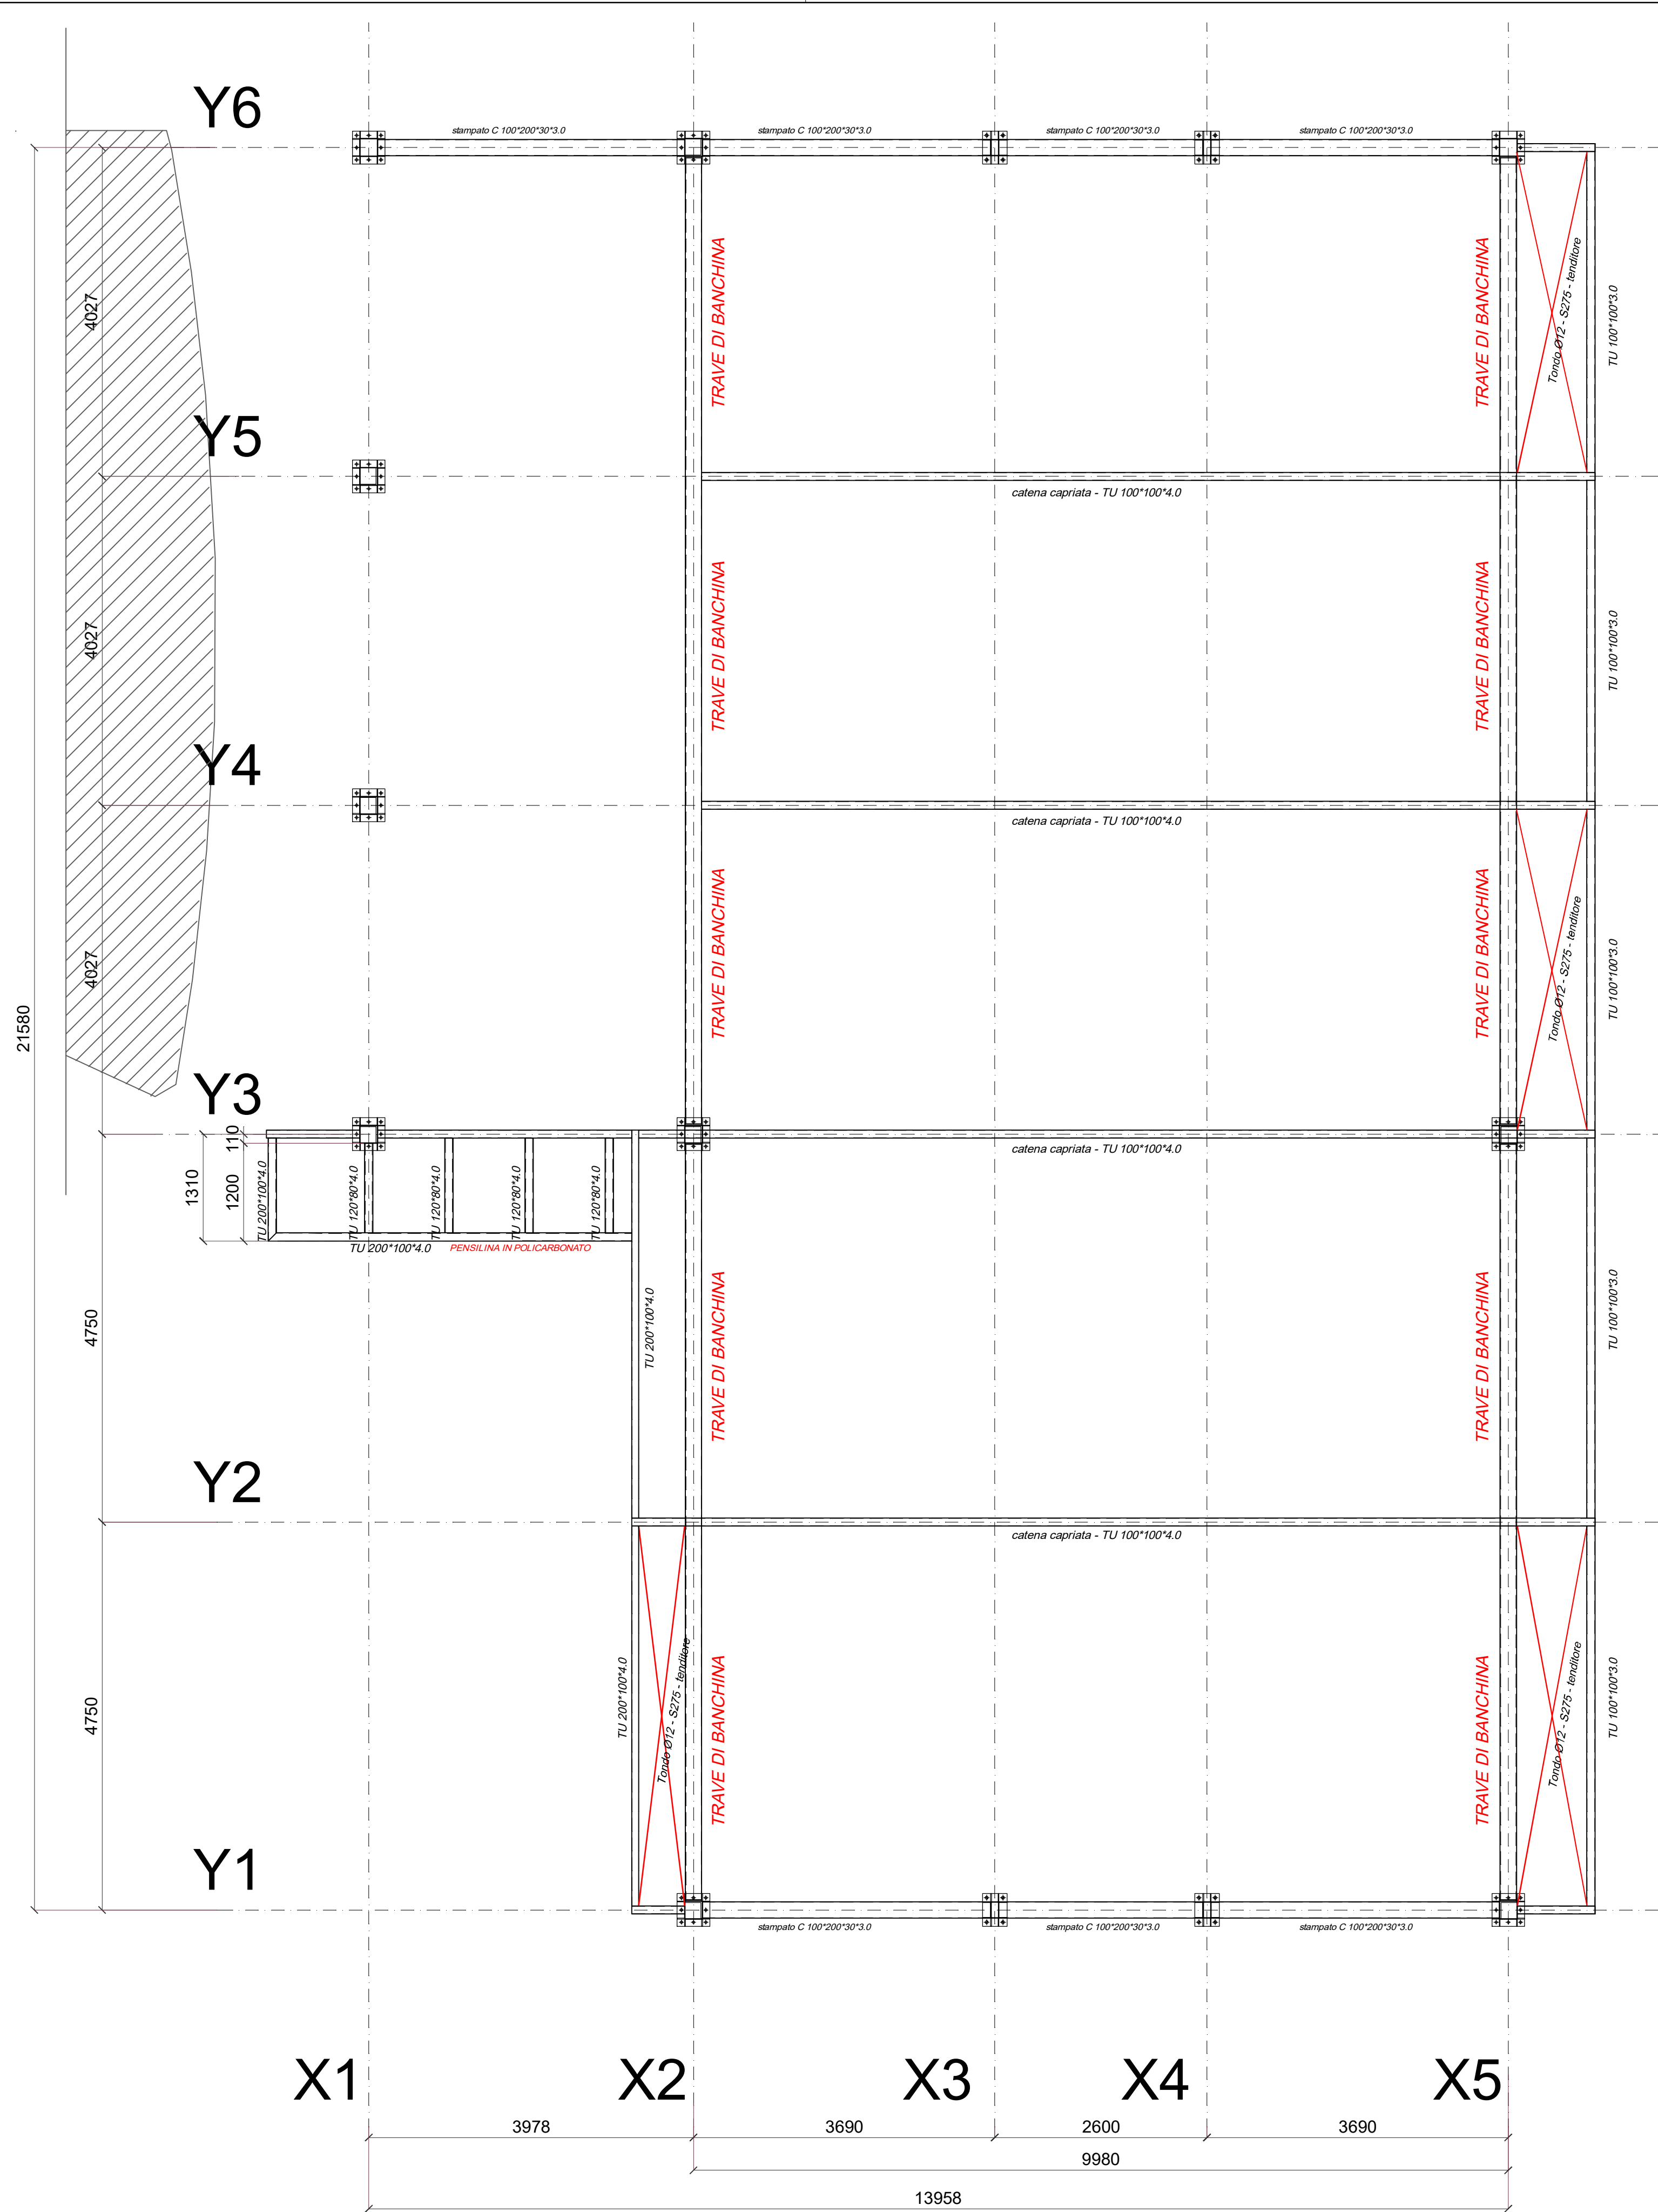 Y6
stampato C 100*200*30*3.0
stampato C 100*200*30*3.0
stampato C 100*200*30*3.0
stampato C 100*200*30*3.0
4027
TRAVE DI BANCHINA
TRAVE DI BANCHINA
Tondo Ø12 - S275 - tenditore
TU 100*100*3.0
Y5
catena capriata - TU 100*100*4.0
4027
TRAVE DI BANCHINA
TRAVE DI BANCHINA
TU 100*100*3.0
Y4
catena capriata - TU 100*100*4.0
4027
TRAVE DI BANCHINA
TRAVE DI BANCHINA
Tondo Ø12 - S275 - tenditore
TU 100*100*3.0
21580
Y3
110
catena capriata - TU 100*100*4.0
1310
1200
TU 200*100*4.0
TU 120*80*4.0
TU 120*80*4.0
TU 120*80*4.0
TU 120*80*4.0
TU 200*100*4.0
PENSILINA IN POLICARBONATO
4750
TU 200*100*4.0
TRAVE DI BANCHINA
TRAVE DI BANCHINA
TU 100*100*3.0
Y2
catena capriata - TU 100*100*4.0
4750
TU 200*100*4.0
Tondo Ø12 - S275 - tenditore
TRAVE DI BANCHINA
TRAVE DI BANCHINA
Tondo Ø12 - S275 - tenditore
TU 100*100*3.0
Y1
stampato C 100*200*30*3.0
stampato C 100*200*30*3.0
stampato C 100*200*30*3.0
X1
X2
X3
X4
X5
3978
3690
2600
3690
9980
13958